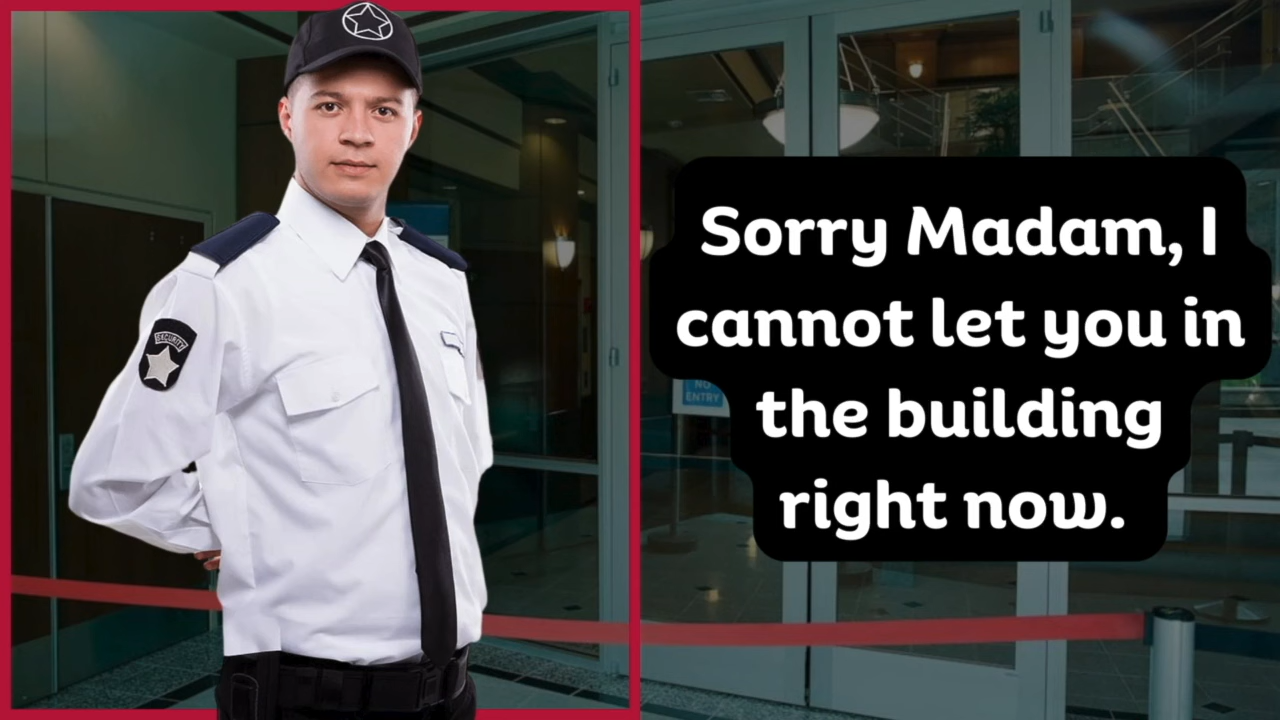 SECURITY
Sorry Madam, I
cannot let you in
the building
right now.
NO
ENTRY